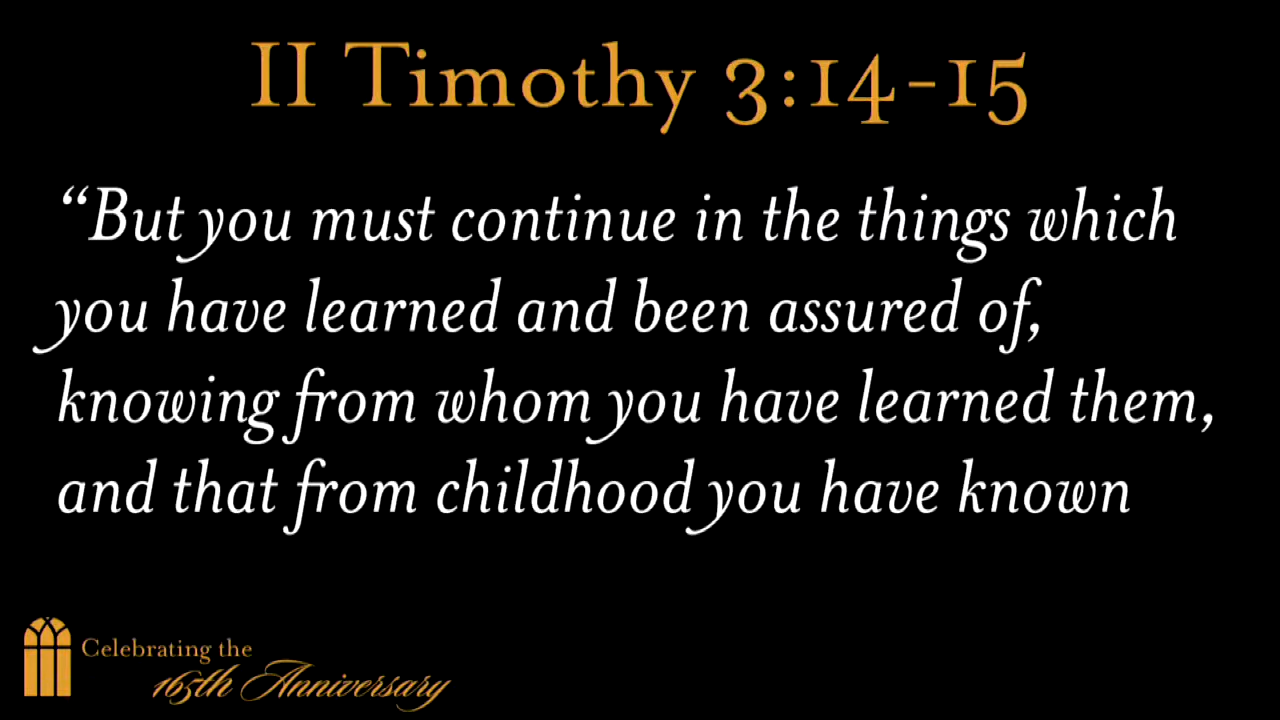 II Timothy 3:14-15
“But you must continue in the things which
you have learned and been assured of,
knowing from whom you have learned them,
and that from childhood you have known
Celebrating the
165th Anniversary